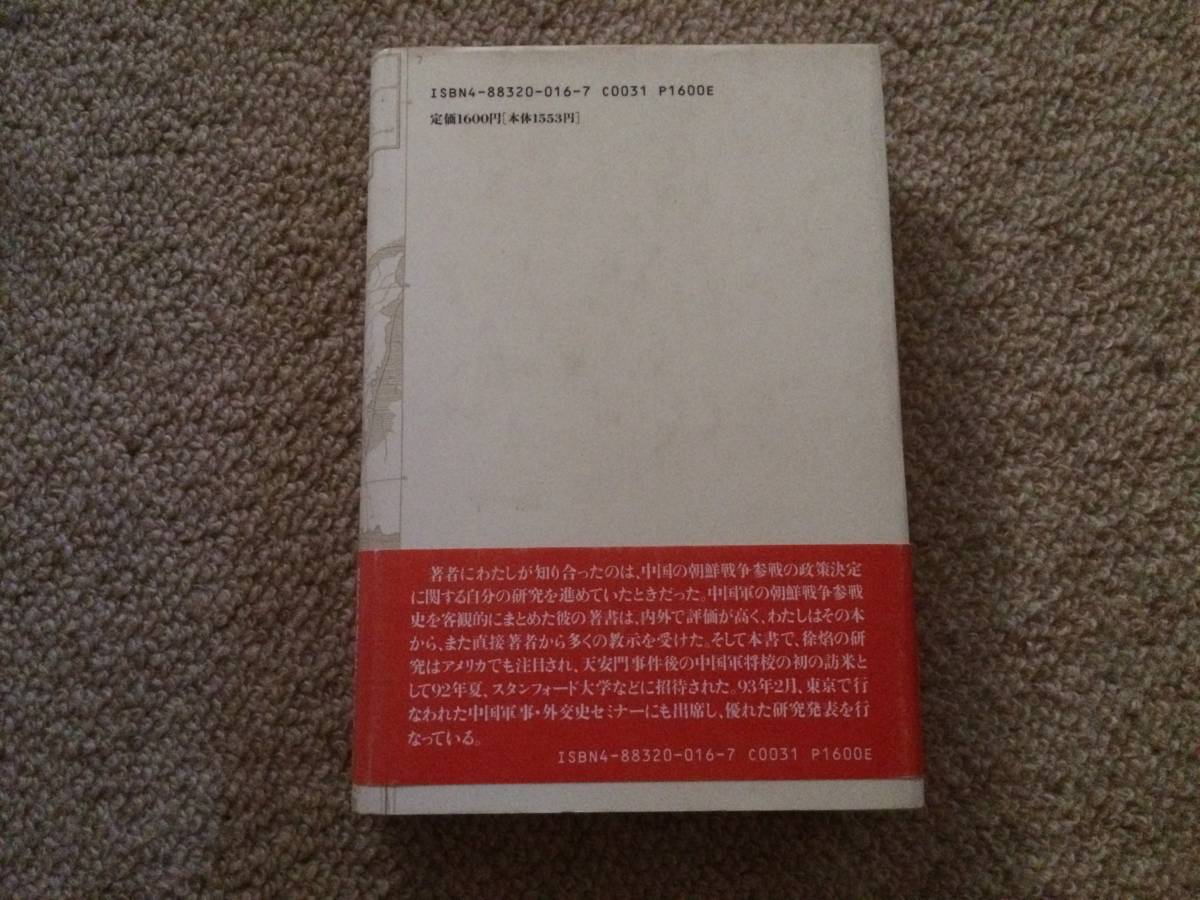 ISBN4-88320-016-7 C0031 P1600E
定価1600円[本体1553円]
著者にわたしが知り合ったのは、中国の朝鮮戦争参戦の政策決定
に関する自分の研究を進めていたときだった。中国軍の朝鮮戦争参戦
史を客観的にまとめた彼の著書は、内外で評価が高く、わたしはその本
から、また直接著者から多くの教示を受けた。そして本書で、徐焰の研
究はアメリカでも注目され、天安門事件後の中国軍将校の初の訪米と
して92年夏、スタンフォード大学などに招待された。93年2月、東京で行
なわれた中国軍事・外交史セミナーにも出席し、優れた研究発表を行
なっている。
ISBN4-88320-016-7 C0031 P1600E